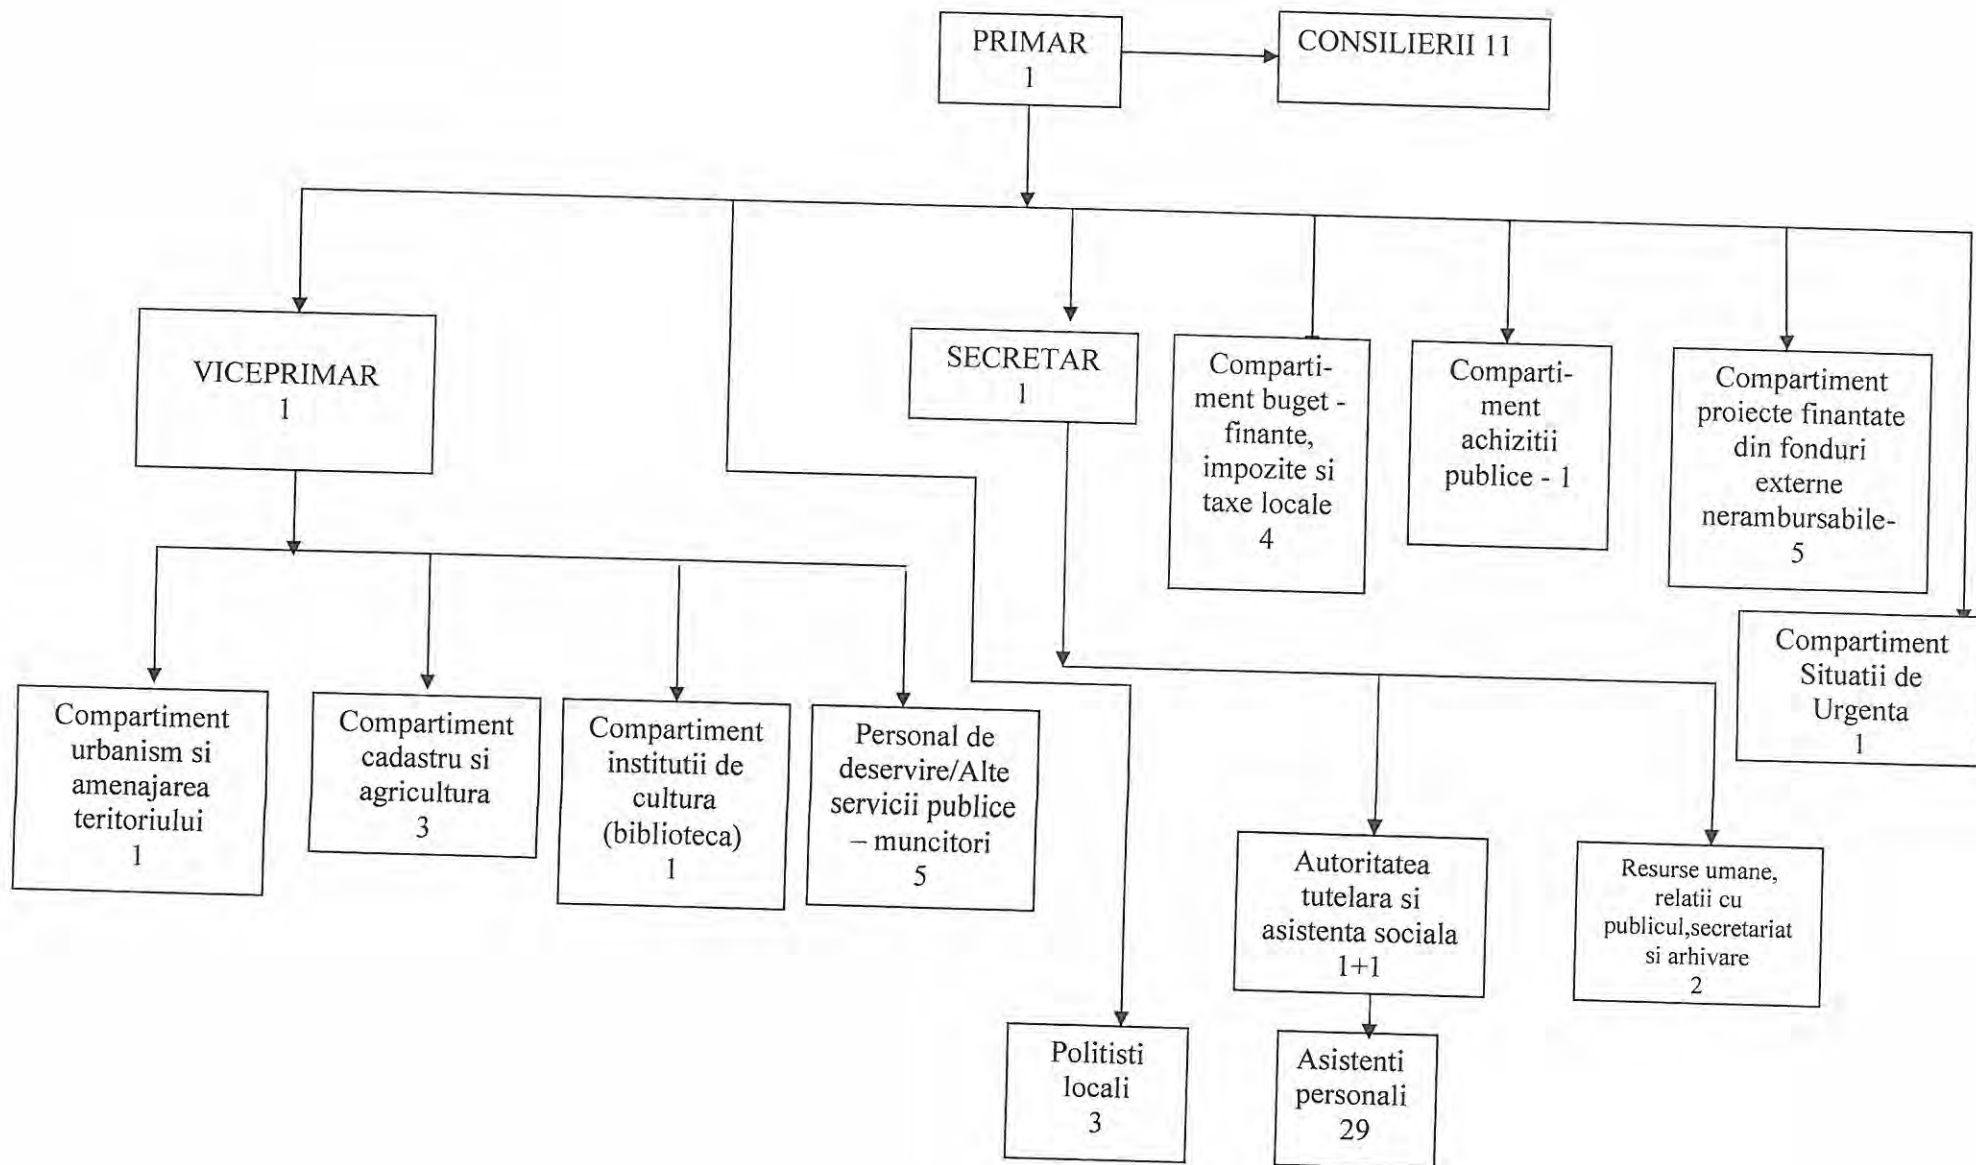 PRIMAR
1
CONSILIERII 11
VICEPRIMAR
1
SECRETAR
1
Comparti-
ment buget -
finante,
impozite si
taxe locale
4
Comparti-
ment
achizitii
publice - 1
Compartiment
proiecte finantate
din fonduri
externe
nerambursabile-
5
Compartiment
Situatii de
Urgenta
1
Compartiment
urbanism si
amenajarea
teritoriului
1
Compartiment
cadastru si
agricultura
3
Compartiment
institutii de
cultura
(biblioteca)
1
Personal de
deservire/Alte
servicii publice
– muncitori
5
Autoritatea
tutelara si
asistenta sociala
1+1
Resurse umane,
relatii cu
publicul,secretariat
si arhivare
2
Politisti
locali
3
Asistenti
personali
29